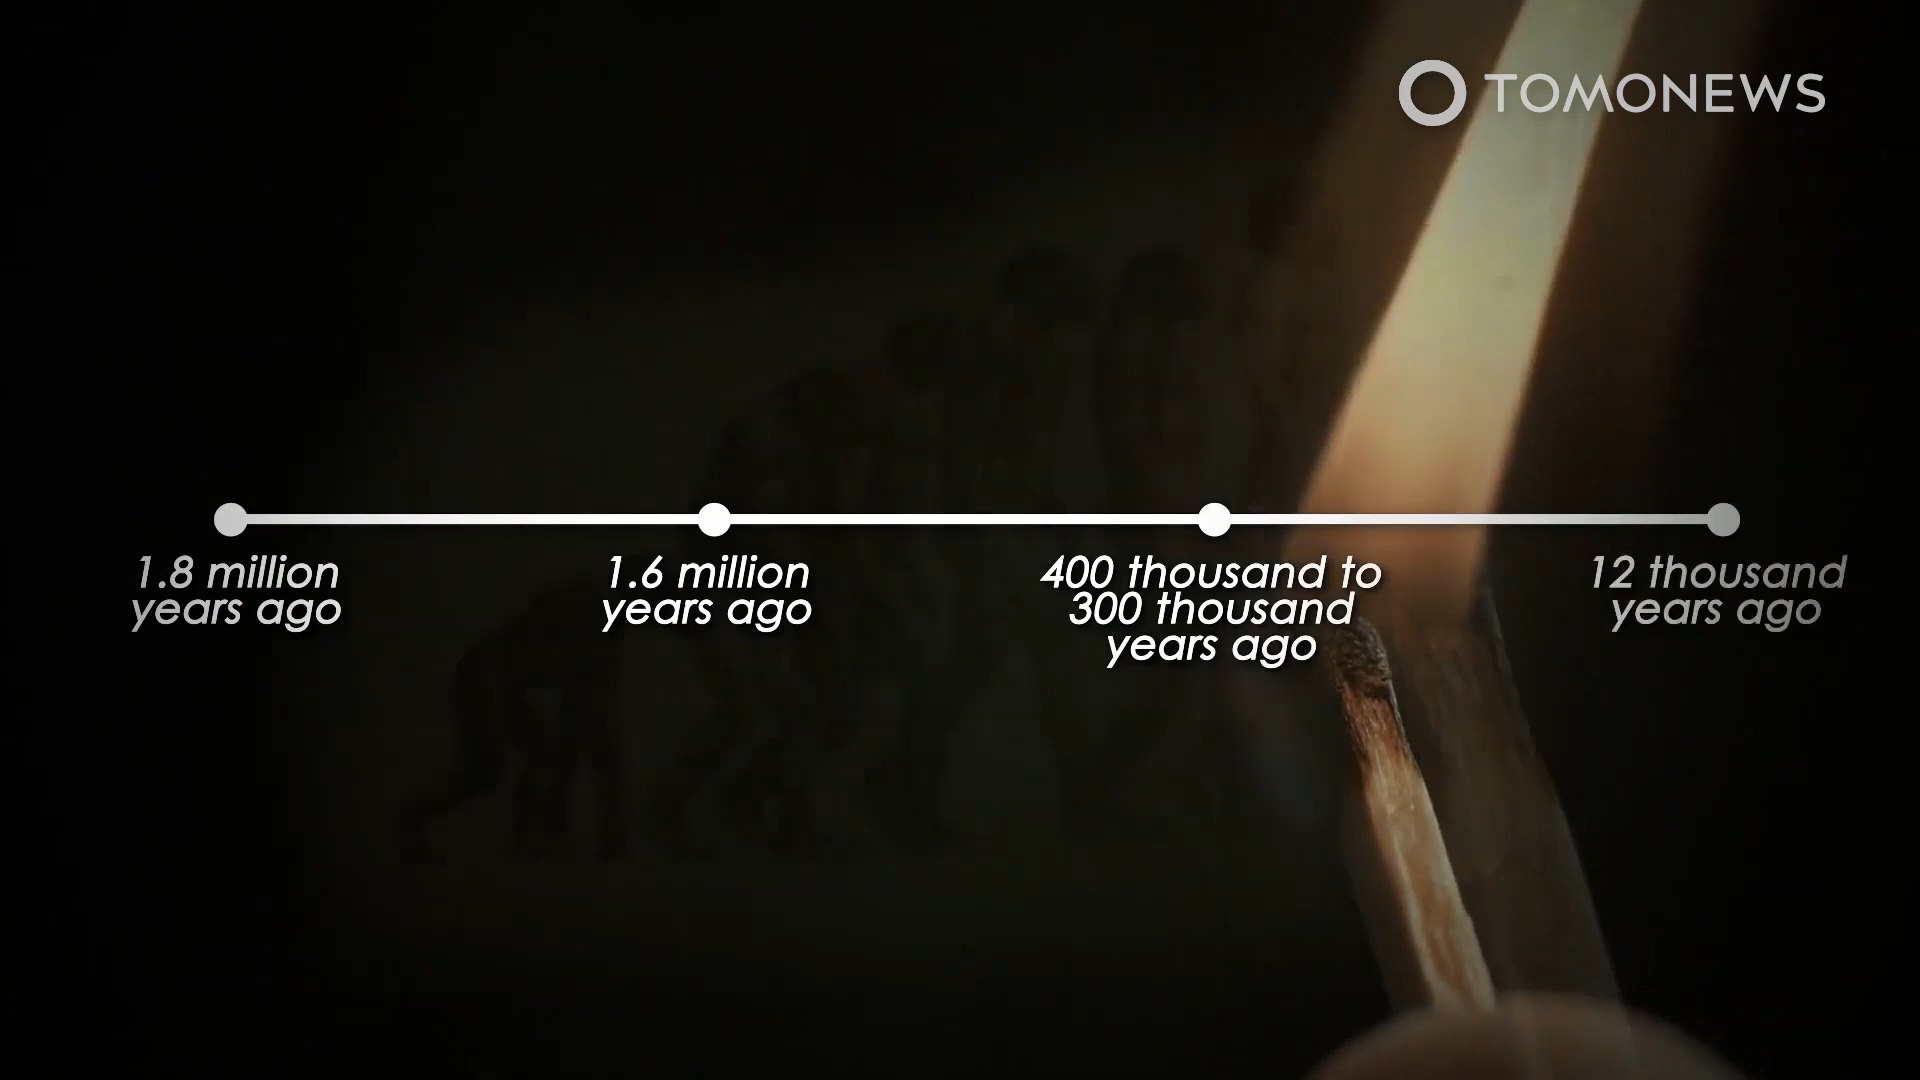 TOMONEWS
1.8 million
years ago
1.6 million
years ago
400 thousand to
300 thousand
years ago
12 thousand
years ago